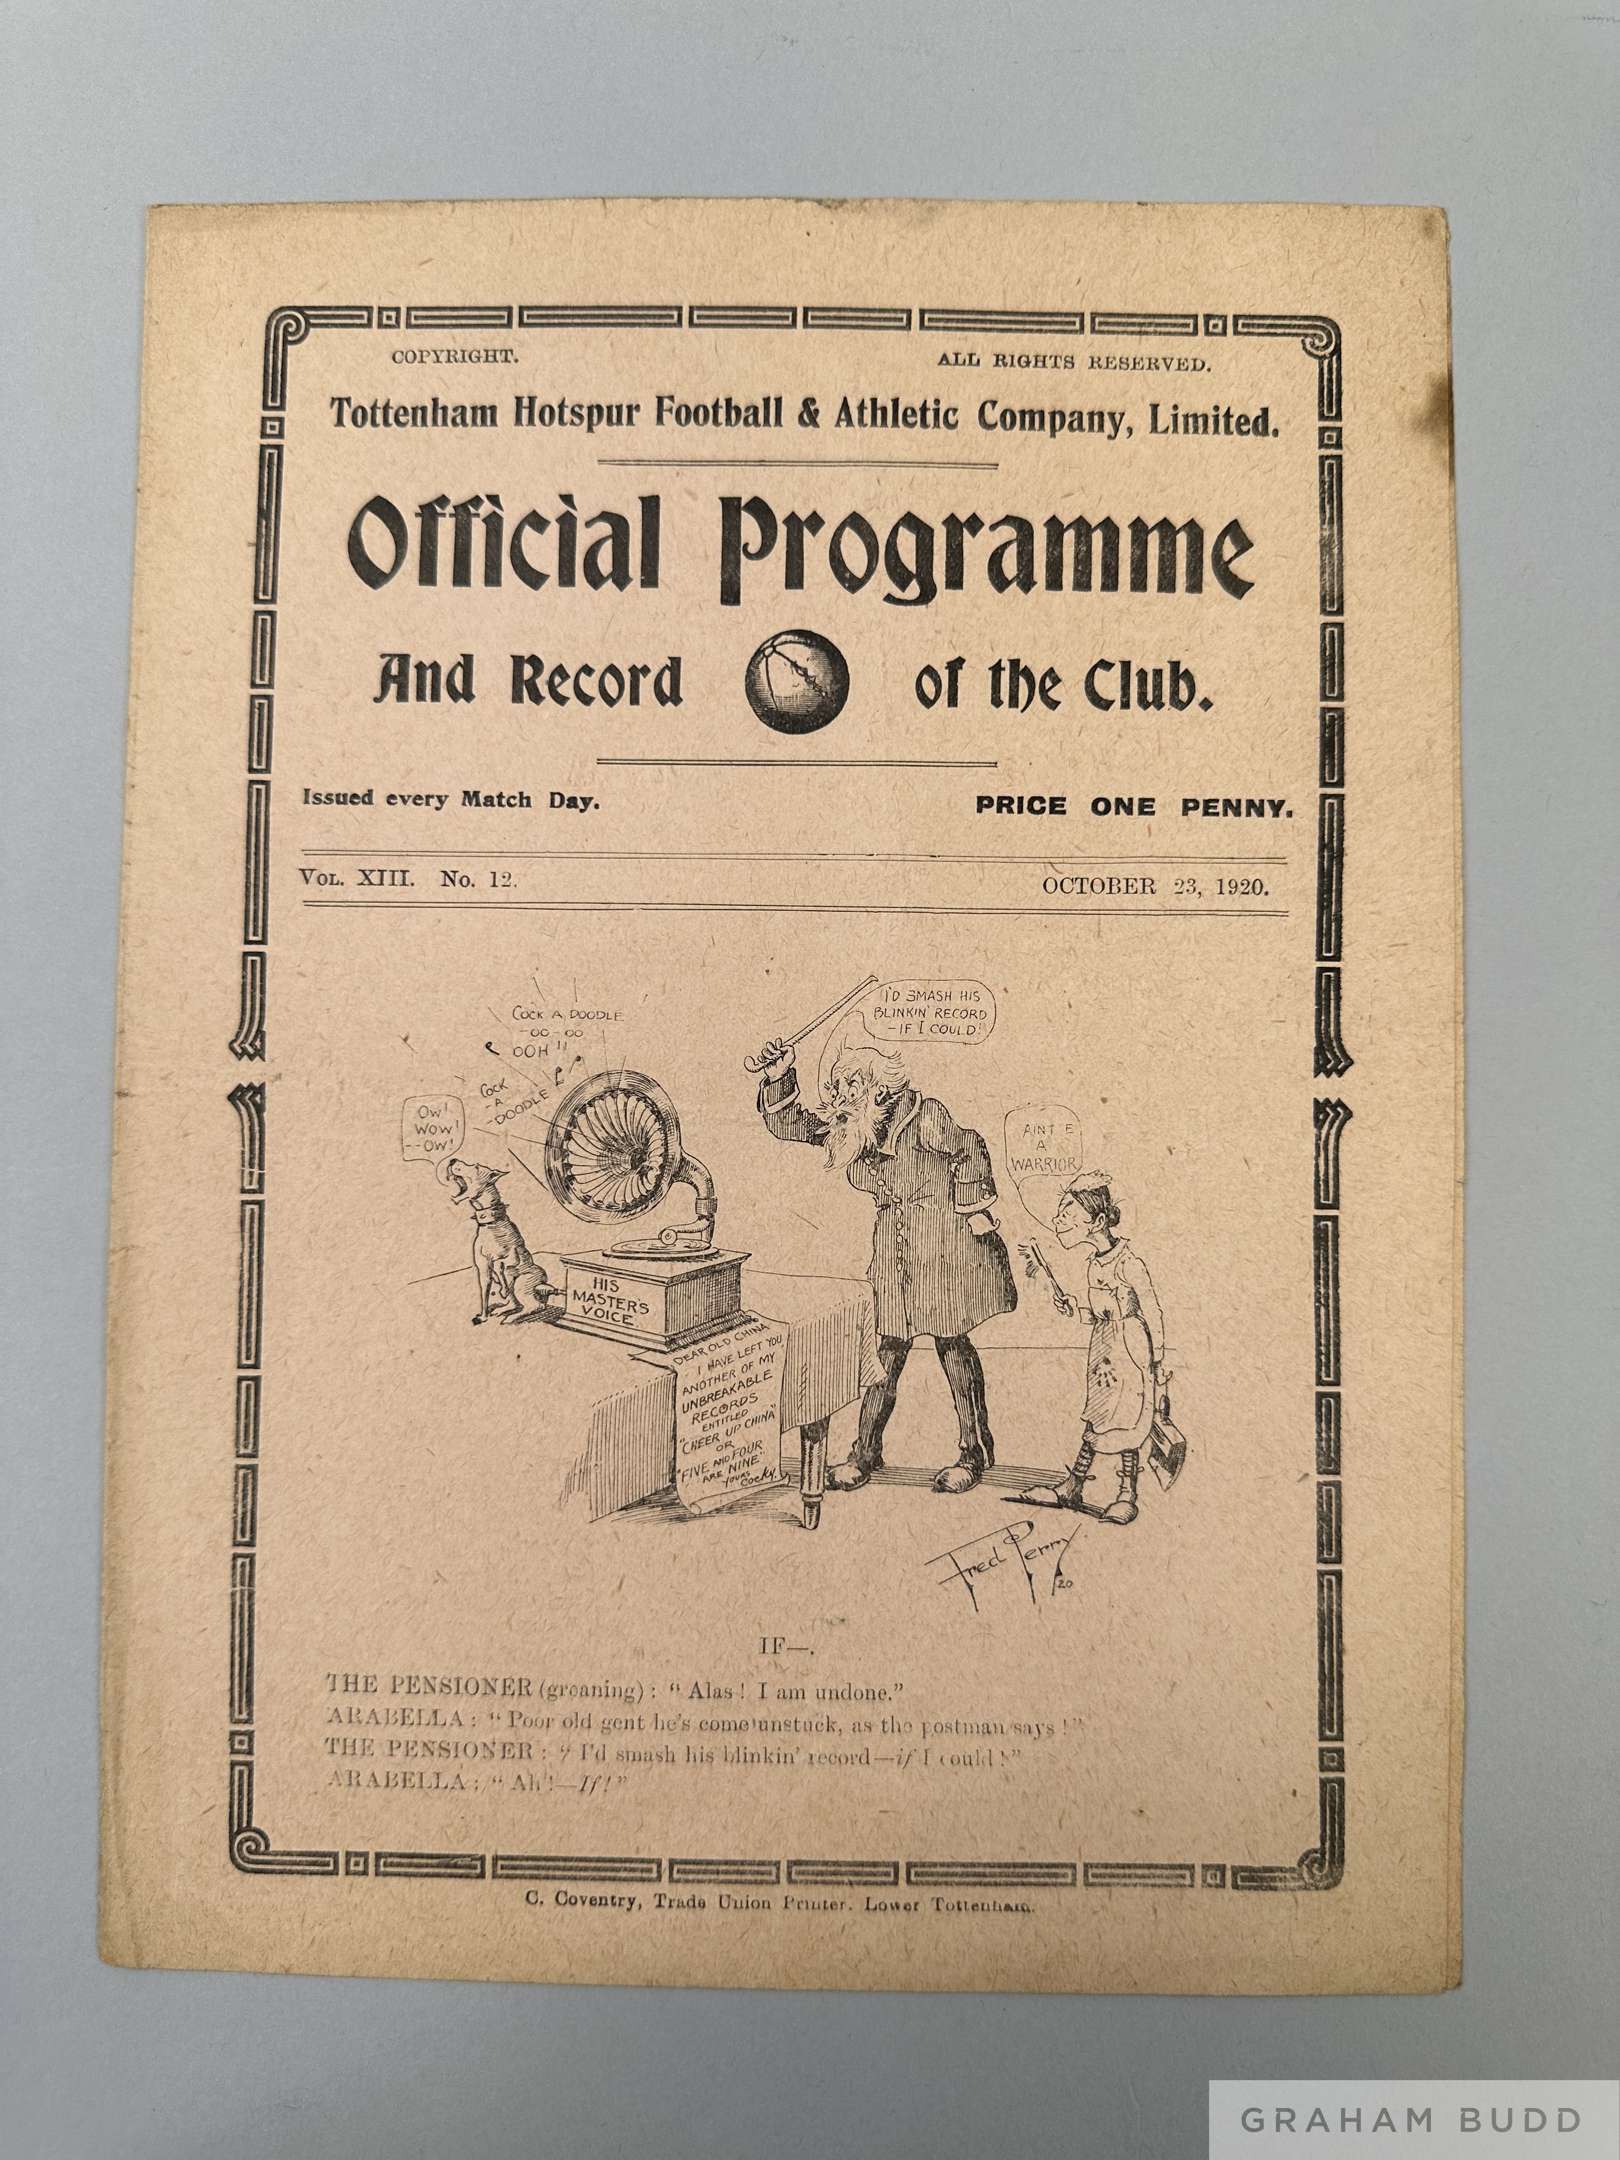 COPYRIGHT. ALL RIGHTS RESERVED.
Tottenham Hotspur Football & Athletic Company, Limited.
Official Programme
And Record of the Club.
Issued every Match Day. PRICE ONE PENNY.
VOL. XIII. No. 12. OCTOBER 23, 1920.
I'D SMASH HIS
BLINKIN' RECORD
-IF I COULD!
COCK A DOODLE
-OO-OO
OOH!!
COCK
-A
-DOODLE
OW!
WOW!
--OW!
AINT E
A
WARRIOR
HIS
MASTERS
VOICE
DEAR OLD CHINA
I HAVE LEFT YOU
ANOTHER OF MY
UNBREAKABLE
RECORDS
ENTITLED
"CHEER UP CHINA"
OR
"FIVE AND FOUR
ARE NINE"
YOURS
COCKY.
Fred Perry
/20
IF—.
THE PENSIONER (groaning): "Alas! I am undone."
ARABELLA: "Poor old gent he's come unstuck, as the postman says!"
THE PENSIONER: "I'd smash his blinkin' record—if I could!"
ARABELLA: "Ah!—If!"
C. Coventry, Trade Union Printer. Lower Tottenham.
GRAHAM BUDD